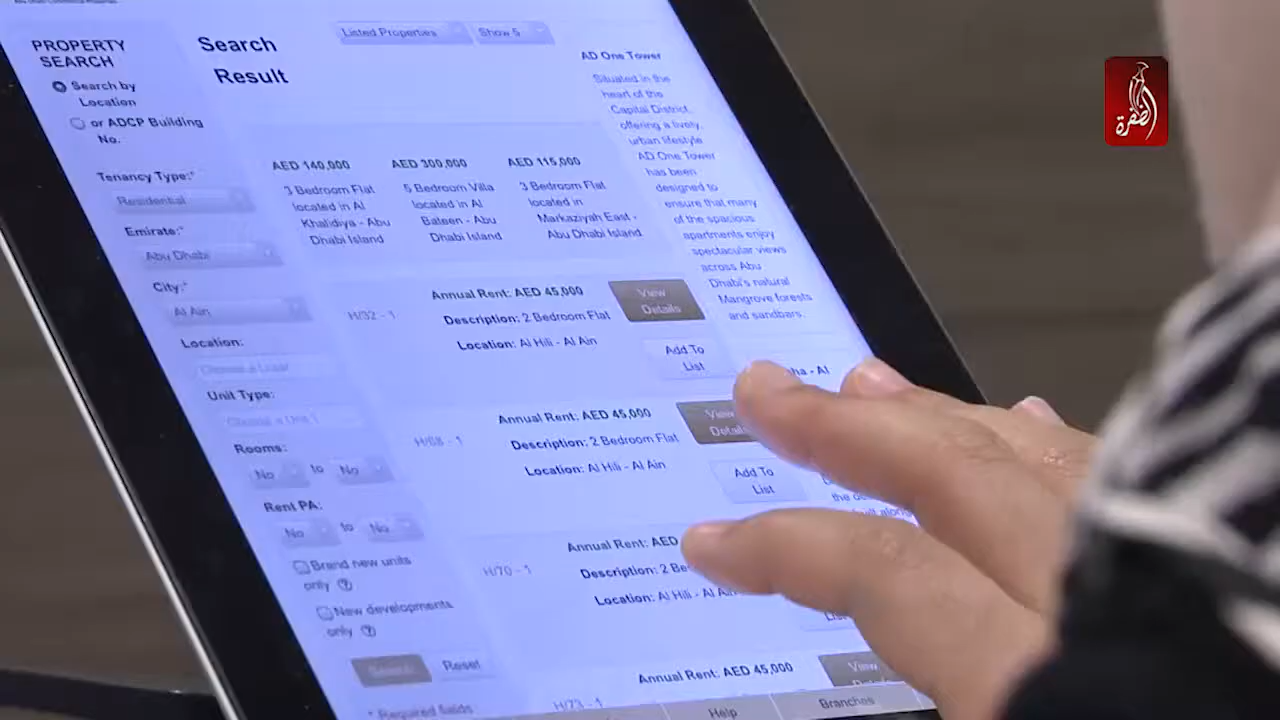 PROPERTY
SEARCH
Search by
Location
or ADCP Building
No.
Tenancy Type:*
Residential
Emirate:*
Abu Dhabi
City:*
Al Ain
Location:
Unit Type:
Rooms:
No to No
Rent PA:
No to No
Brand new units
only
New developments
only
Search Reset
* Required fields
Search
Result
Listed Properties Show 5
AED 140,000
3 Bedroom Flat
located in Al
Khalidiya - Abu
Dhabi Island
AED 300,000
5 Bedroom Villa
located in Al
Bateen - Abu
Dhabi Island
AED 115,000
3 Bedroom Flat
located in
Markaziyah East -
Abu Dhabi Island
H/32 - 1
Annual Rent: AED 45,000
Description: 2 Bedroom Flat
Location: Al Hili - Al Ain
View
Details
Add To
List
H/68 - 1
Annual Rent: AED 45,000
Description: 2 Bedroom Flat
Location: Al Hili - Al Ain
View
Details
Add To
List
H/70 - 1
Annual Rent: AED
Description: 2
Location: Al Hili - Al Ain
H/73 - 1
Annual Rent: AED 45,000
View
Details
AD One Tower
Situated in the
heart of the
Capital District,
offering a lively,
urban lifestyle
AD One Tower
has been
designed to
ensure that many
of the spacious
apartments enjoy
spectacular views
across Abu
Dhabi's natural
Mangrove forests
and sandbars.
Help
Branches
الظفرة